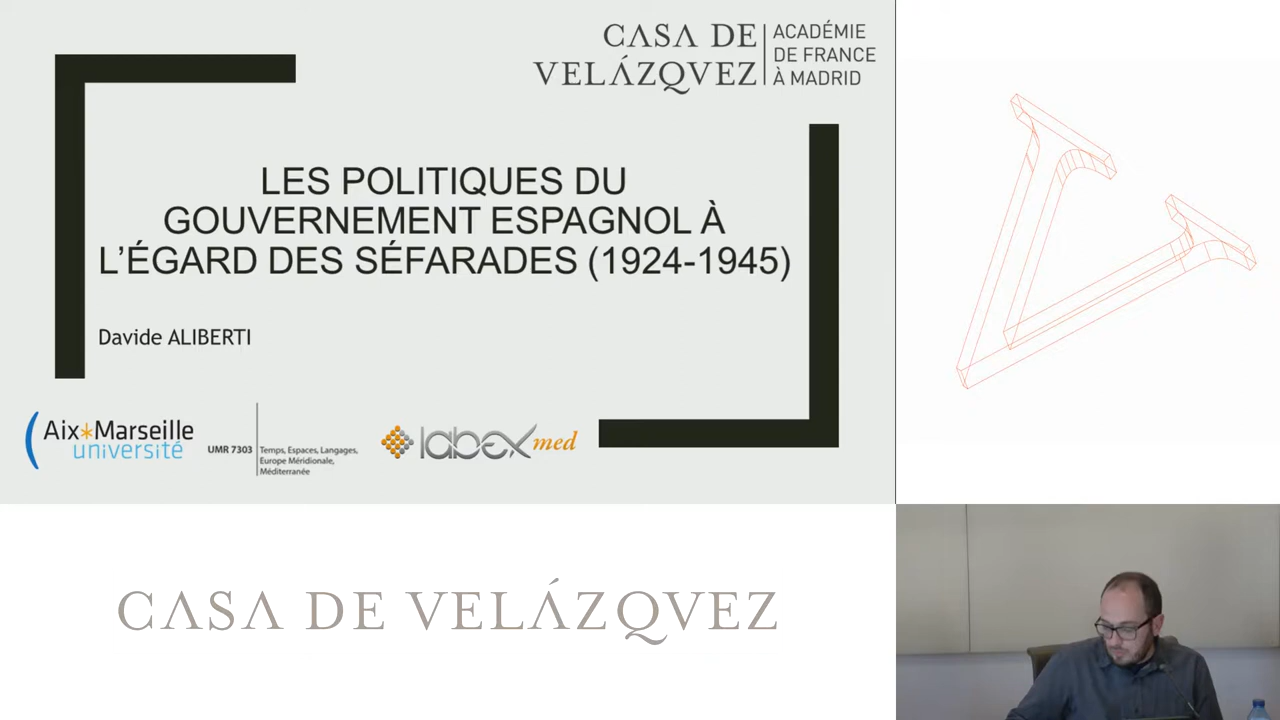 CASA DE
VELÁZQVEZ
ACADÉMIE
DE FRANCE
À MADRID
LES POLITIQUES DU
GOUVERNEMENT ESPAGNOL À
L’ÉGARD DES SÉFARADES (1924-1945)
Davide ALIBERTI
Aix*Marseille
université
UMR 7303
Temps, Espaces, Langages,
Europe Méridionale,
Méditerranée
labex med
CASA DE VELÁZQVEZ